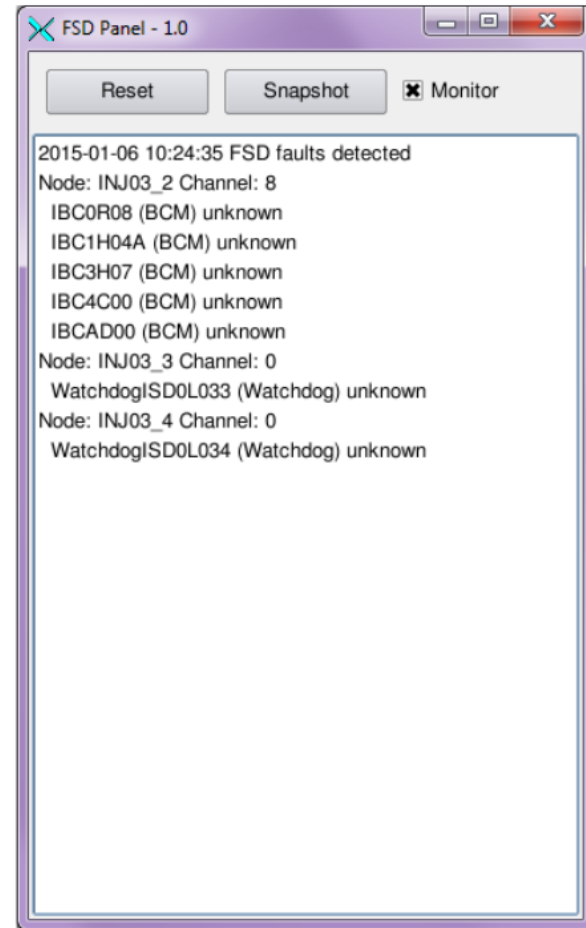 FSD Panel - 1.0
Reset Snapshot Monitor
2015-01-06 10:24:35 FSD faults detected
Node: INJ03_2 Channel: 8
IBC0R08 (BCM) unknown
IBC1H04A (BCM) unknown
IBC3H07 (BCM) unknown
IBC4C00 (BCM) unknown
IBCAD00 (BCM) unknown
Node: INJ03_3 Channel: 0
WatchdogISD0L033 (Watchdog) unknown
Node: INJ03_4 Channel: 0
WatchdogISD0L034 (Watchdog) unknown